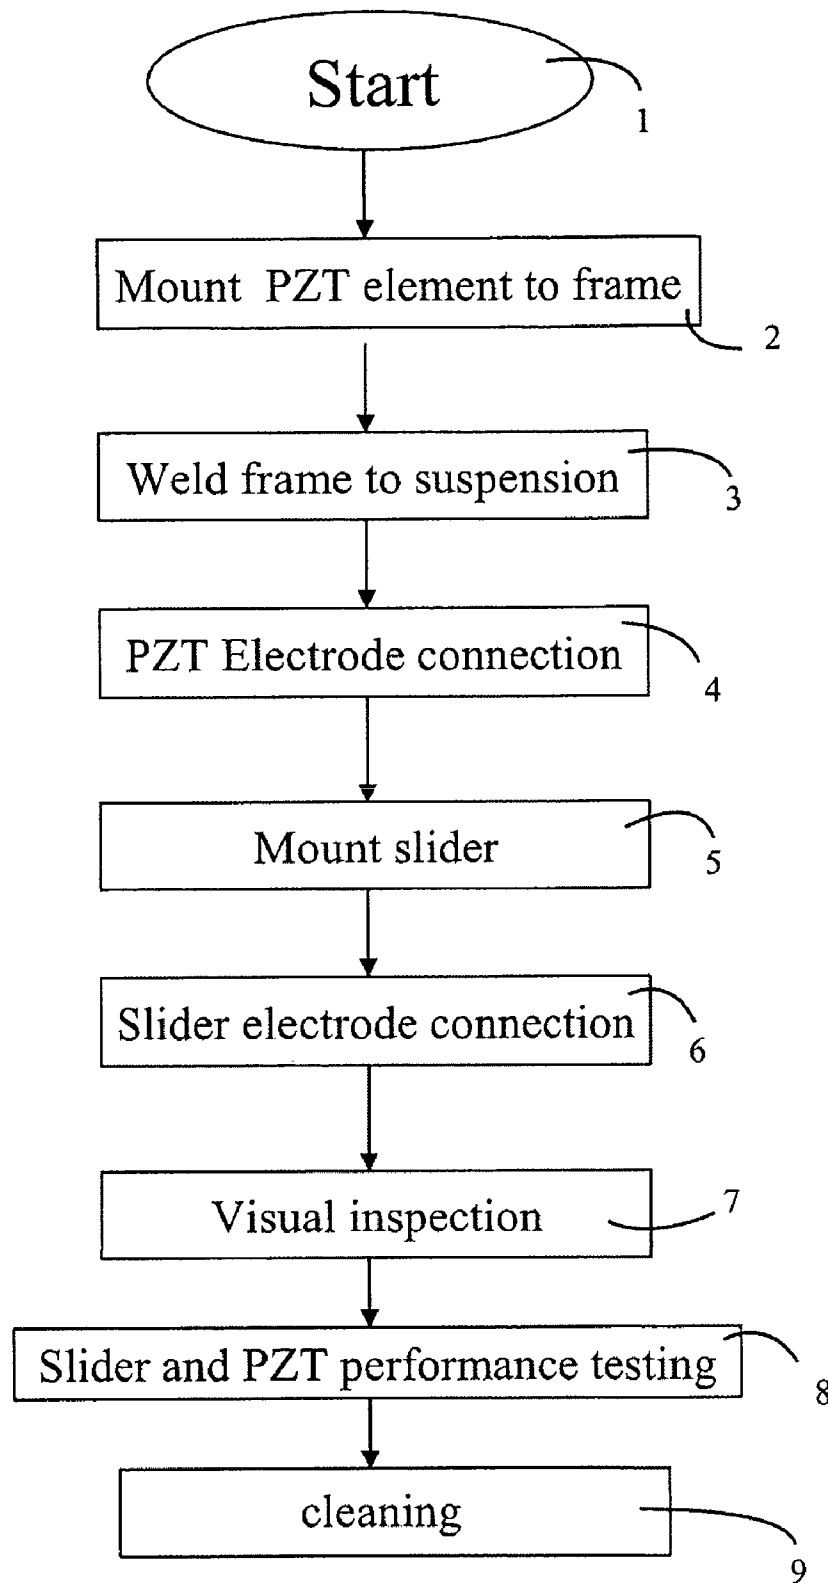 Start
1
Mount PZT element to frame
2
Weld frame to suspension
3
PZT Electrode connection
4
Mount slider
5
Slider electrode connection
6
Visual inspection
7
Slider and PZT performance testing
8
cleaning
9